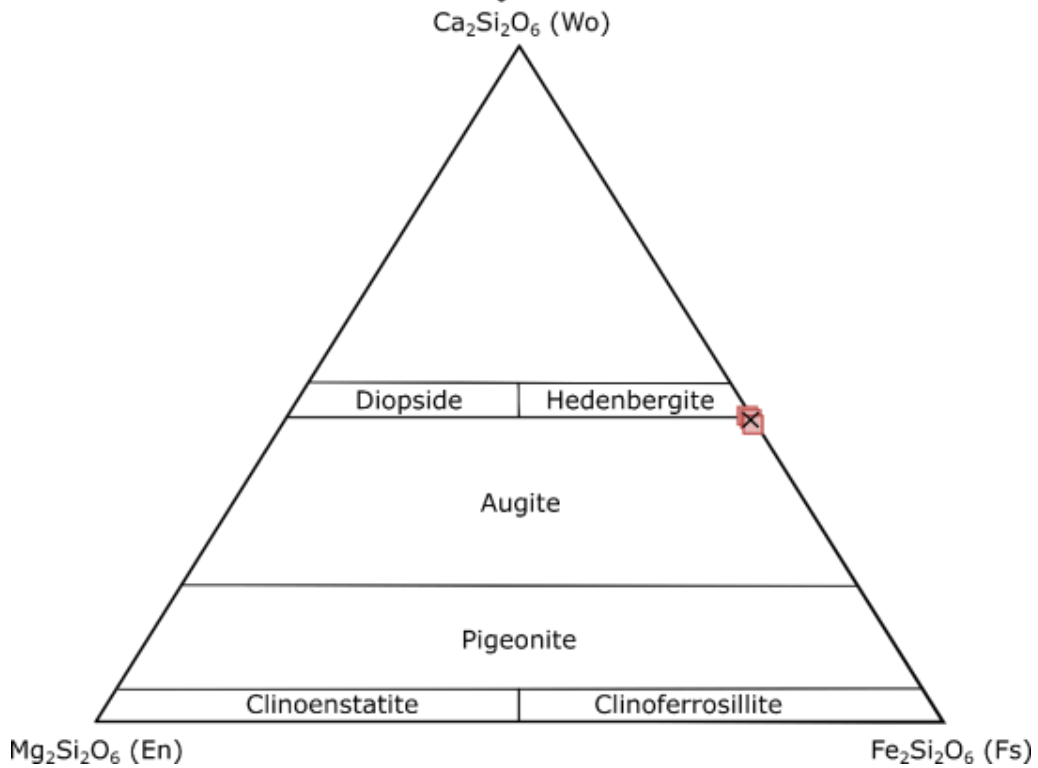 Ca₂Si₂O₆ (Wo)
Diopside Hedenbergite
Augite
Pigeonite
Clinoenstatite Clinoferrosillite
Mg₂Si₂O₆ (En) Fe₂Si₂O₆ (Fs)